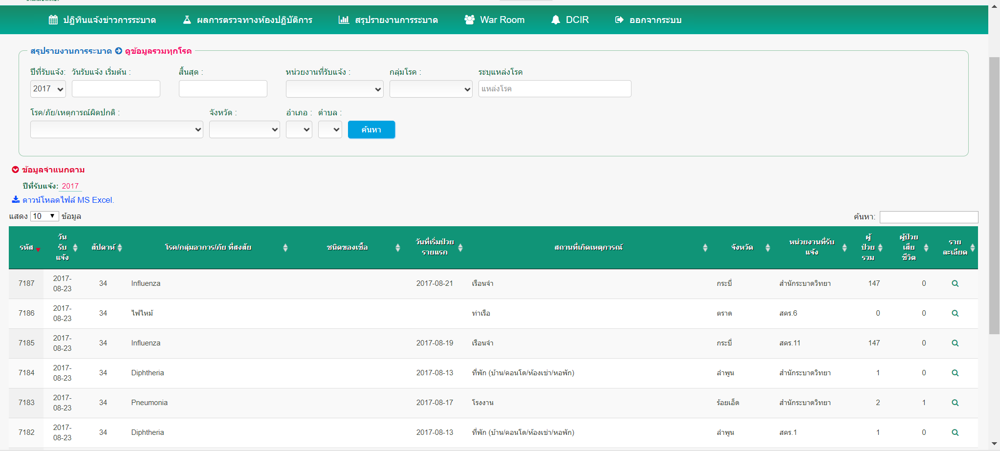 ปฏิทินแจ้งข่าวการระบาด ผลการตรวจทางห้องปฏิบัติการ สรุปรายงานการระบาด War Room DCIR ออกจากระบบ
สรุปรายงานการระบาด ดูข้อมูลรวมทุกโรค
ปีที่รับแจ้ง: วันรับแจ้ง เริ่มต้น : สิ้นสุด : หน่วยงานที่รับแจ้ง : กลุ่มโรค : ระบุแหล่งโรค
2017 แหล่งโรค
โรค/ภัย/เหตุการณ์ผิดปกติ : จังหวัด : อำเภอ : ตำบล :
ค้นหา
ข้อมูลจำแนกตาม
ปีที่รับแจ้ง: 2017
ดาวน์โหลดไฟล์ MS Excel.
แสดง 10 ข้อมูล ค้นหา:
รหัส วันรับแจ้ง สัปดาห์ โรค/กลุ่มอาการ/ภัย ที่สงสัย ชนิดของเชื้อ วันที่เริ่มป่วยรายแรก สถานที่เกิดเหตุการณ์ จังหวัด หน่วยงานที่รับแจ้ง ผู้ป่วยรวม ผู้ป่วยเสียชีวิต รายละเอียด
7187 2017-08-23 34 Influenza 2017-08-21 เรือนจำ กระบี่ สำนักระบาดวิทยา 147 0
7186 2017-08-23 34 ไฟไหม้ ท่าเรือ ตราด สคร.6 0 0
7185 2017-08-23 34 Influenza 2017-08-19 เรือนจำ กระบี่ สคร.11 147 0
7184 2017-08-23 34 Diphtheria 2017-08-13 ที่พัก (บ้าน/คอนโด/ห้องเช่า/หอพัก) ลำพูน สำนักระบาดวิทยา 1 0
7183 2017-08-23 34 Pneumonia 2017-08-17 โรงงาน ร้อยเอ็ด สำนักระบาดวิทยา 2 1
7182 2017-08-23 34 Diphtheria 2017-08-13 ที่พัก (บ้าน/คอนโด/ห้องเช่า/หอพัก) ลำพูน สคร.1 1 0